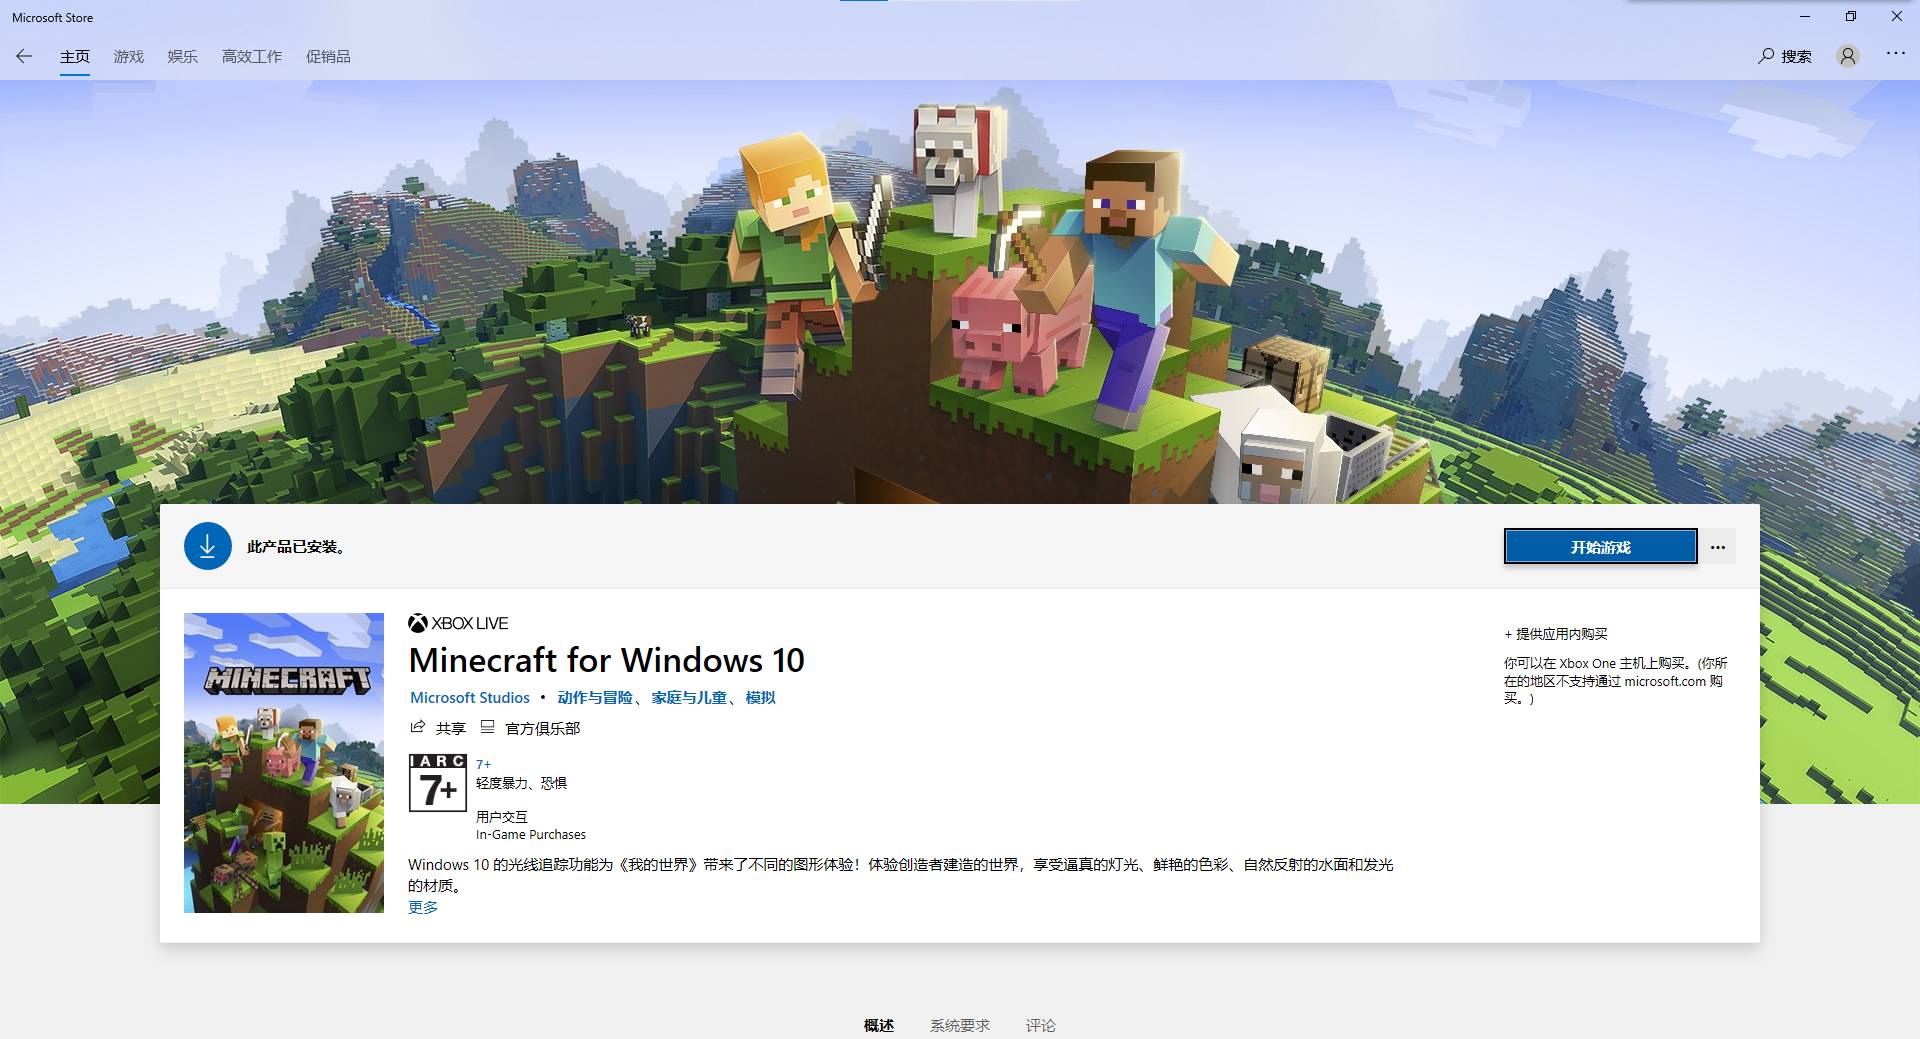 Microsoft Store
主页 游戏 娱乐 高效工作 促销品 搜索
此产品已安装。
开始游戏
MINECRAFT
XBOX LIVE
Minecraft for Windows 10
Microsoft Studios • 动作与冒险、家庭与儿童、模拟
共享 官方俱乐部
IARC
7+
7+
轻度暴力、恐惧
用户交互
In-Game Purchases
Windows 10 的光线追踪功能为《我的世界》带来了不同的图形体验！体验创造者建造的世界，享受逼真的灯光、鲜艳的色彩、自然反射的水面和发光
的材质。
更多
+ 提供应用内购买
你可以在 Xbox One 主机上购买。(你所
在的地区不支持通过 microsoft.com 购
买。)
概述 系统要求 评论